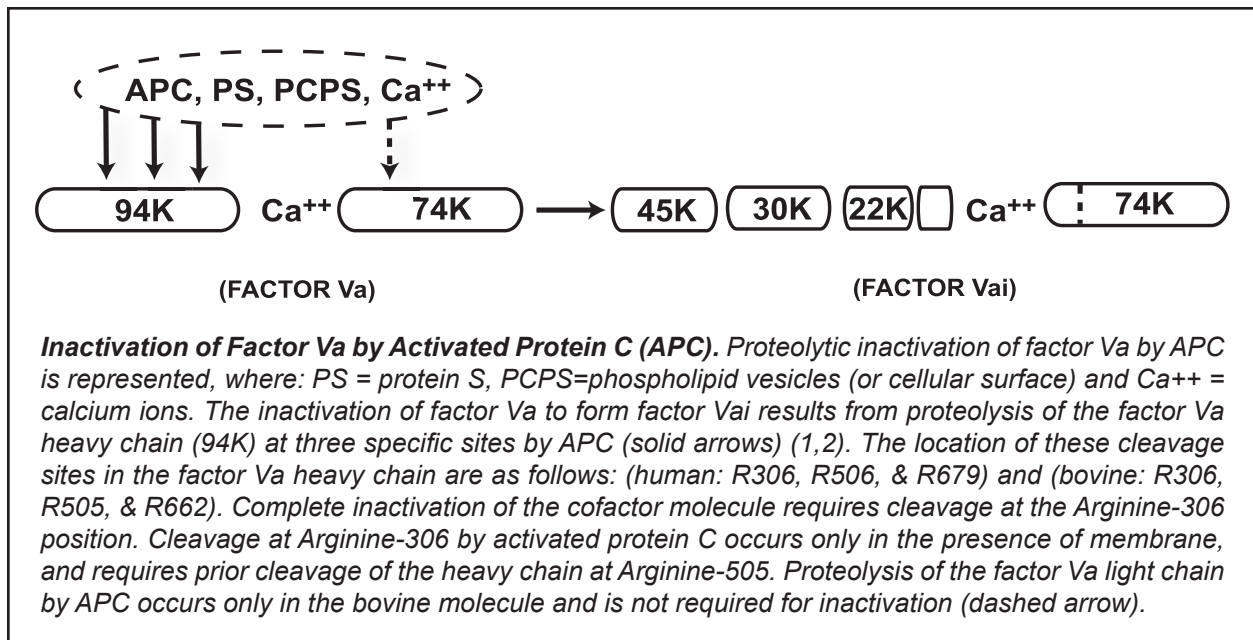 APC, PS, PCPS, Ca++
94K Ca++ 74K 45K 30K 22K Ca++ 74K
(FACTOR Va) (FACTOR Vai)
Inactivation of Factor Va by Activated Protein C (APC). Proteolytic inactivation of factor Va by APC
is represented, where: PS = protein S, PCPS=phospholipid vesicles (or cellular surface) and Ca++ =
calcium ions. The inactivation of factor Va to form factor Vai results from proteolysis of the factor Va
heavy chain (94K) at three specific sites by APC (solid arrows) (1,2). The location of these cleavage
sites in the factor Va heavy chain are as follows: (human: R306, R506, & R679) and (bovine: R306,
R505, & R662). Complete inactivation of the cofactor molecule requires cleavage at the Arginine-306
position. Cleavage at Arginine-306 by activated protein C occurs only in the presence of membrane,
and requires prior cleavage of the heavy chain at Arginine-505. Proteolysis of the factor Va light chain
by APC occurs only in the bovine molecule and is not required for inactivation (dashed arrow).